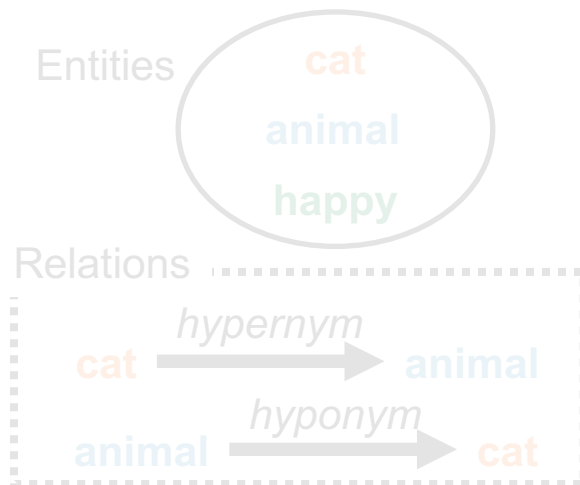 Entities
cat
animal
happy
Relations
hypernym
cat animal
hyponym
animal cat